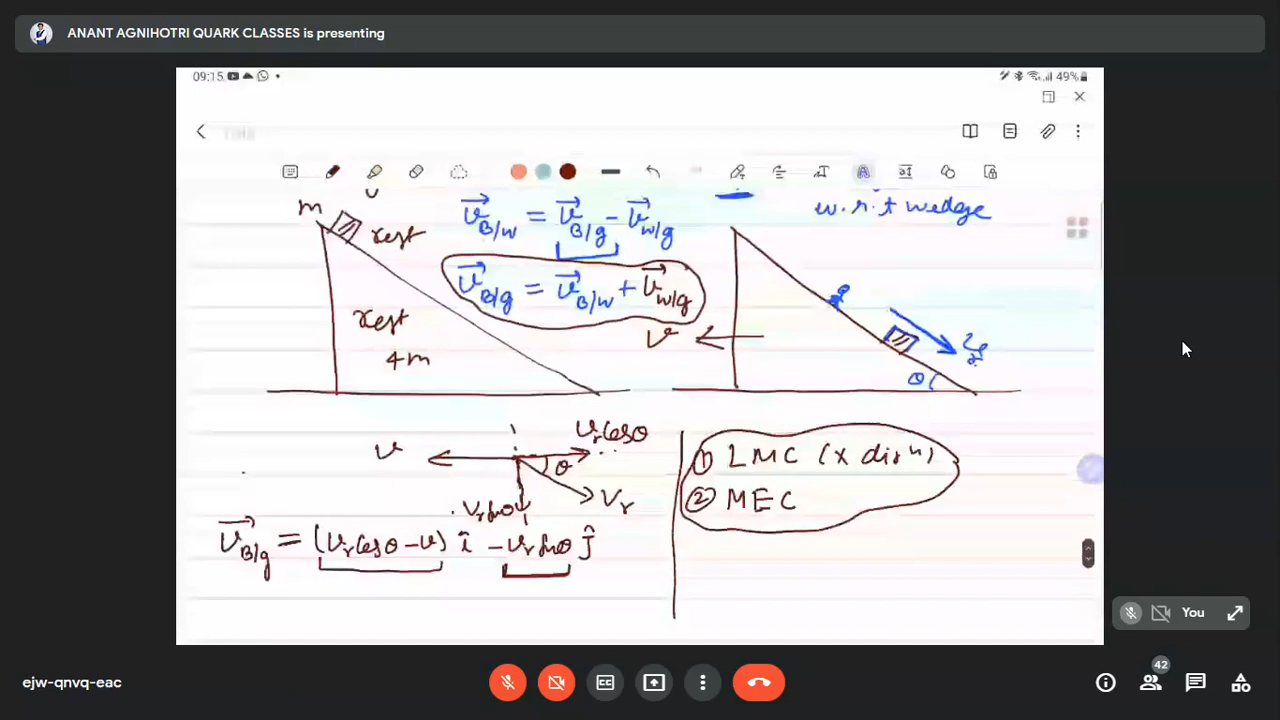 ANANT AGNIHOTRI QUARK CLASSES is presenting
09:15
49%
m
rest
v⃗B/w = v⃗B/g - v⃗w/g
w.r.t wedge
v⃗B/g = v⃗B/w + v⃗w/g
rest
4m
v
θ
vr
v
vrcosθ
θ
vrsinθ
vr
① LMC (x dirⁿ)
② MEC
v⃗B/g = (vrcosθ-v) î - vrsinθ ĵ
You
ejw-qnvq-eac
CC
42